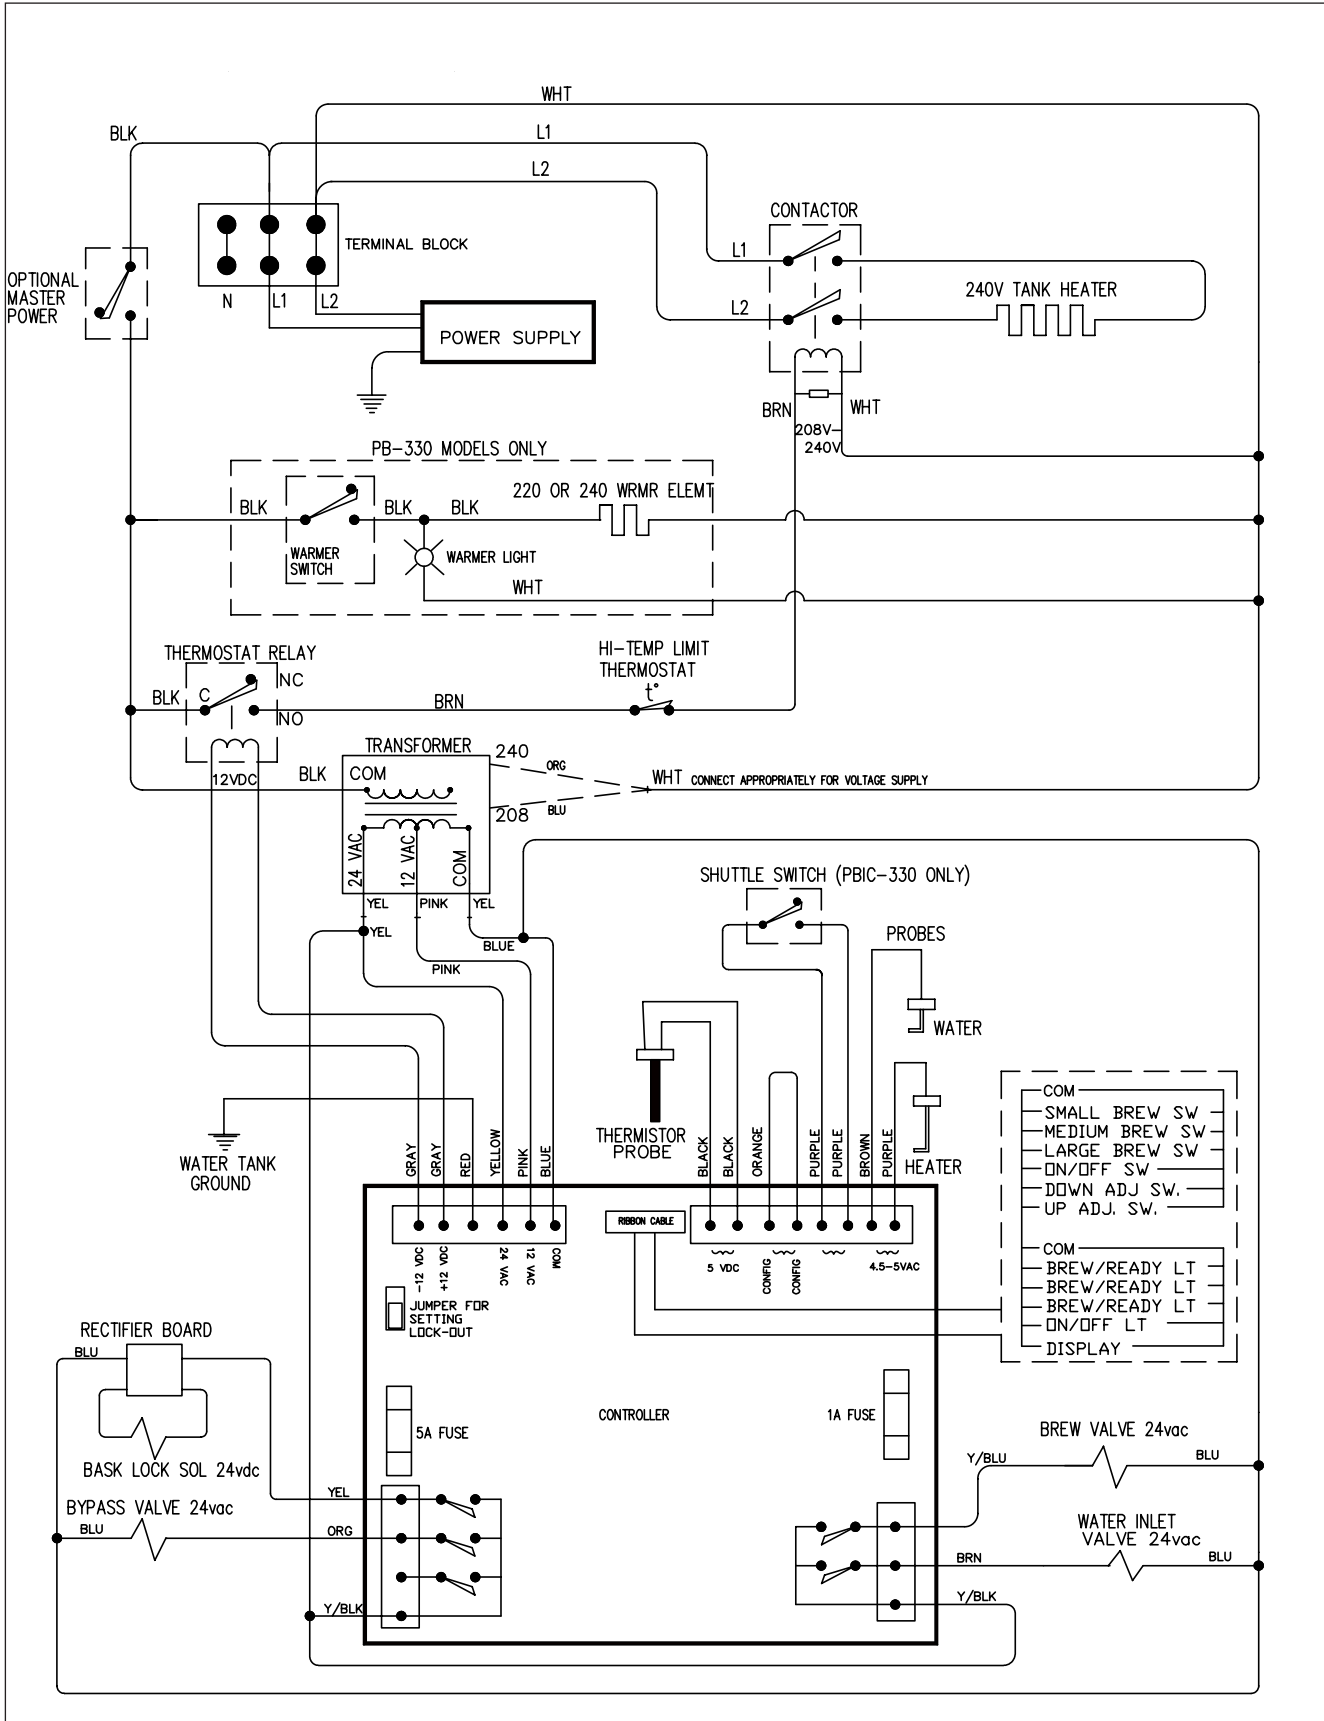 WHT
BLK
L1
L2
CONTACTOR
TERMINAL BLOCK
L1
OPTIONAL
MASTER
POWER
N
L1
L2
L2
240V TANK HEATER
POWER SUPPLY
BRN
WHT
208V-
240V
PB-330 MODELS ONLY
220 OR 240 WRMR ELEMT
BLK
BLK
BLK
WARMER
SWITCH
WARMER LIGHT
WHT
THERMOSTAT RELAY
HI-TEMP LIMIT
THERMOSTAT
t°
NC
C
BLK
BRN
NO
TRANSFORMER
240
ORG
12VDC
BLK
COM
WHT CONNECT APPROPRIATELY FOR VOLTAGE SUPPLY
208
BLU
24 VAC
12 VAC
COM
SHUTTLE SWITCH (PBIC-330 ONLY)
YEL
PINK
YEL
YEL
BLUE
PINK
PROBES
WATER
THERMISTOR
PROBE
HEATER
WATER TANK
GROUND
GRAY
GRAY
RED
YELLOW
PINK
BLUE
BLACK
BLACK
ORANGE
PURPLE
PURPLE
BROWN
PURPLE
COM
SMALL BREW SW
MEDIUM BREW SW
LARGE BREW SW
ON/OFF SW
DOWN ADJ SW.
UP ADJ. SW.
COM
BREW/READY LT
BREW/READY LT
BREW/READY LT
ON/OFF LT
DISPLAY
RIBBON CABLE
-12 VDC
+12 VDC
24 VAC
12 VAC
COM
5 VDC
CONFIG
CONFIG
4.5-5VAC
JUMPER FOR
SETTING
LOCK-OUT
RECTIFIER BOARD
BLU
5A FUSE
CONTROLLER
1A FUSE
BREW VALVE 24vac
Y/BLU
BLU
BASK LOCK SOL 24vdc
YEL
BYPASS VALVE 24vac
BLU
ORG
WATER INLET
VALVE 24vac
BRN
BLU
Y/BLK
Y/BLK